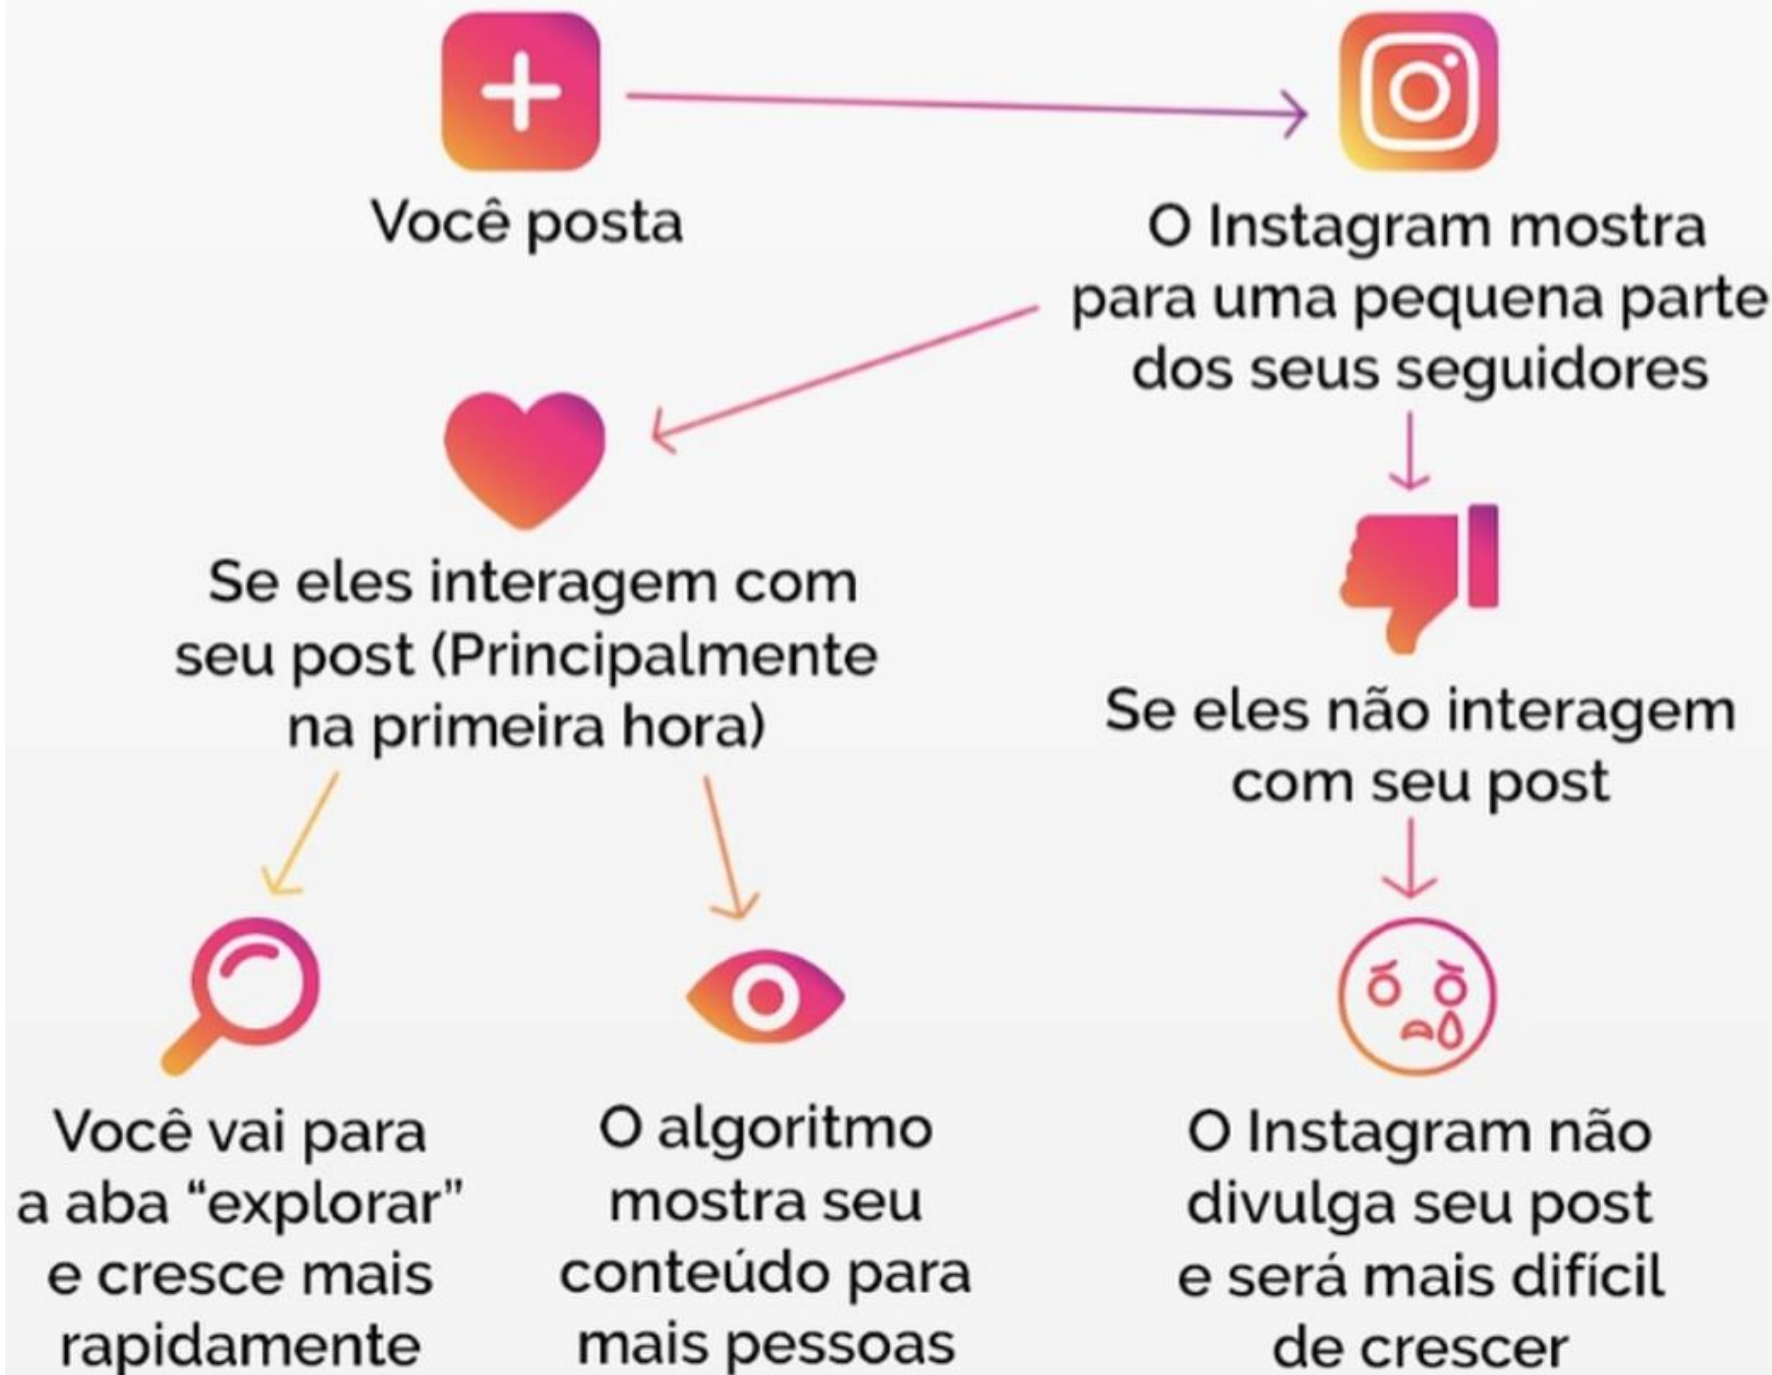 Você posta
O Instagram mostra
para uma pequena parte
dos seus seguidores
Se eles interagem com
seu post (Principalmente
na primeira hora)
Se eles não interagem
com seu post
Você vai para
a aba “explorar”
e cresce mais
rapidamente
O algoritmo
mostra seu
conteúdo para
mais pessoas
O Instagram não
divulga seu post
e será mais difícil
de crescer